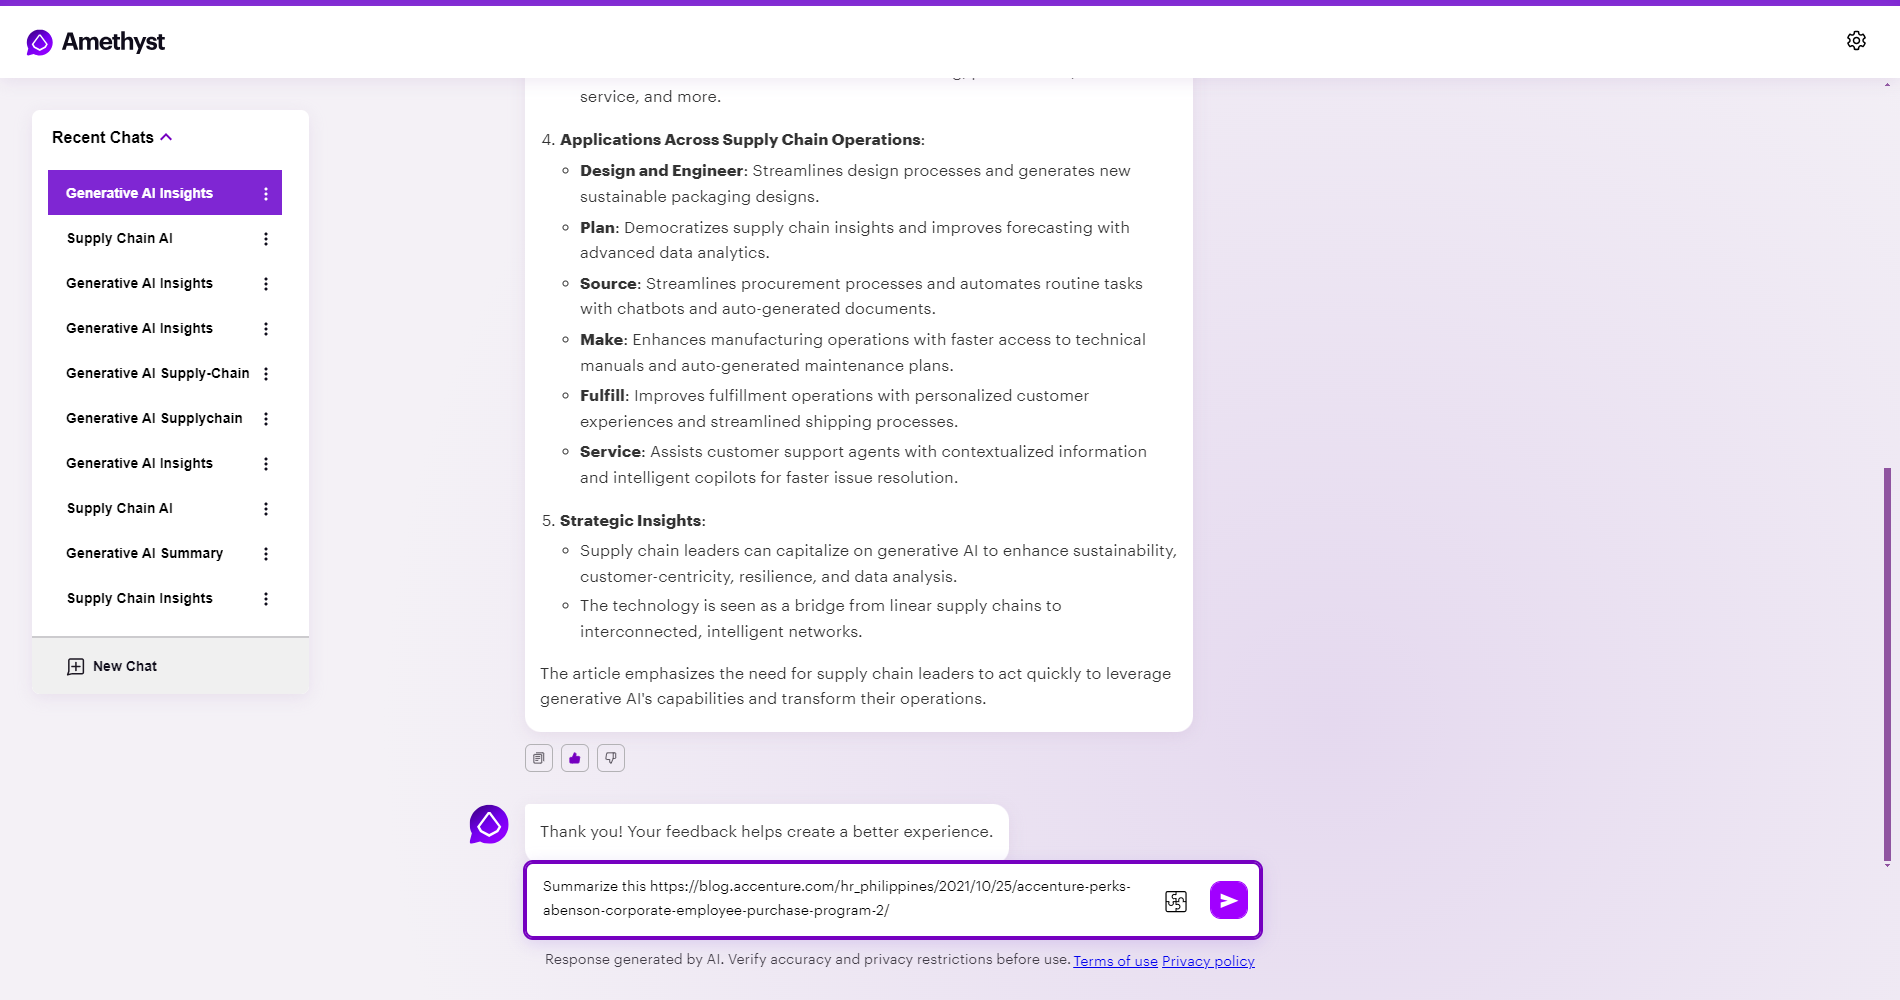 Amethyst
Recent Chats
Generative AI Insights
Supply Chain AI
Generative AI Insights
Generative AI Insights
Generative AI Supply-Chain
Generative AI Supplychain
Generative AI Insights
Supply Chain AI
Generative AI Summary
Supply Chain Insights
New Chat
service, and more.
4. Applications Across Supply Chain Operations:
Design and Engineer: Streamlines design processes and generates new
sustainable packaging designs.
Plan: Democratizes supply chain insights and improves forecasting with
advanced data analytics.
Source: Streamlines procurement processes and automates routine tasks
with chatbots and auto-generated documents.
Make: Enhances manufacturing operations with faster access to technical
manuals and auto-generated maintenance plans.
Fulfill: Improves fulfillment operations with personalized customer
experiences and streamlined shipping processes.
Service: Assists customer support agents with contextualized information
and intelligent copilots for faster issue resolution.
5. Strategic Insights:
Supply chain leaders can capitalize on generative AI to enhance sustainability,
customer-centricity, resilience, and data analysis.
The technology is seen as a bridge from linear supply chains to
interconnected, intelligent networks.
The article emphasizes the need for supply chain leaders to act quickly to leverage
generative AI's capabilities and transform their operations.
Thank you! Your feedback helps create a better experience.
Summarize this https://blog.accenture.com/hr_philippines/2021/10/25/accenture-perks-
abenson-corporate-employee-purchase-program-2/
Response generated by AI. Verify accuracy and privacy restrictions before use. Terms of use Privacy policy